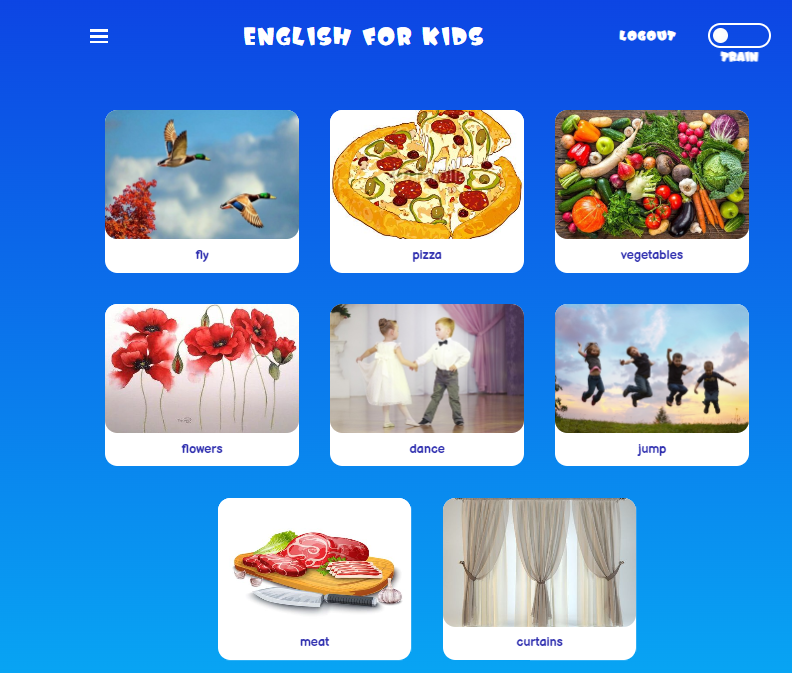 ENGLISH FOR KIDS
LOGOUT
TRAIN
fly
pizza
vegetables
flowers
dance
jump
meat
curtains